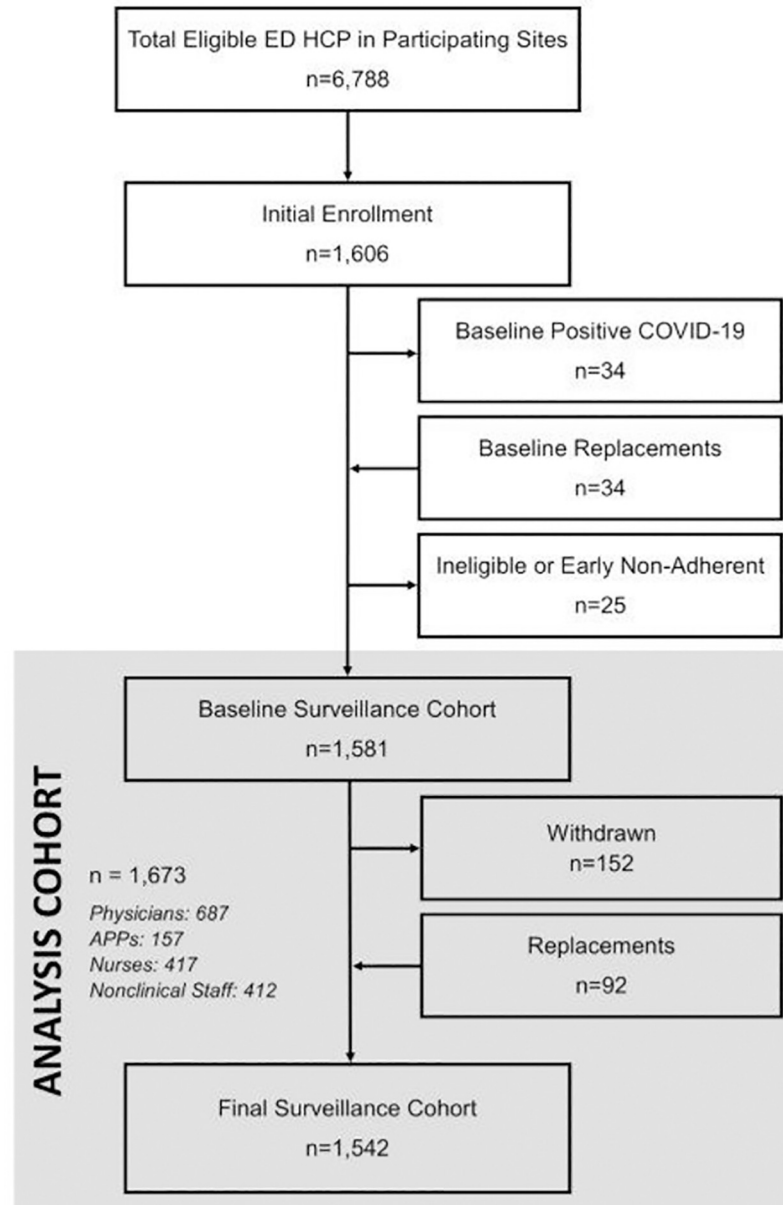 Total Eligible ED HCP in Participating Sites
n=6,788
Initial Enrollment
n=1,606
Baseline Positive COVID-19
n=34
Baseline Replacements
n=34
Ineligible or Early Non-Adherent
n=25
Baseline Surveillance Cohort
n=1,581
Withdrawn
n=152
ANALYSIS COHORT
n = 1,673
Physicians: 687
APPs: 157
Nurses: 417
Nonclinical Staff: 412
Replacements
n=92
Final Surveillance Cohort
n=1,542